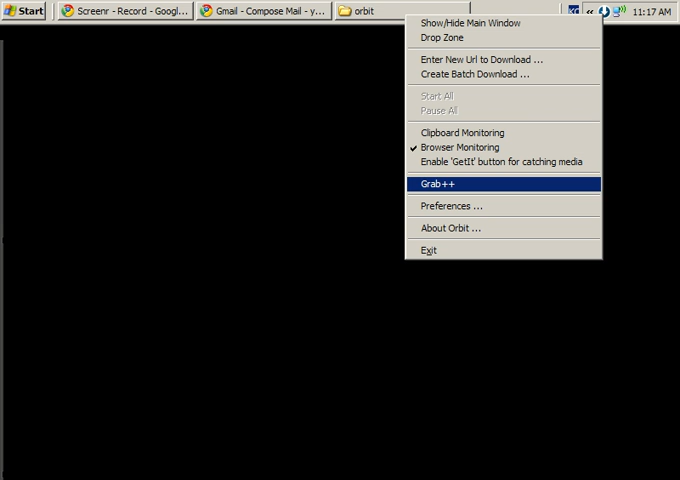 Start
Screenr - Record - Googl...
Gmail - Compose Mail - y...
orbit
«
11:17 AM
Show/Hide Main Window
Drop Zone
Enter New Url to Download ...
Create Batch Download ...
Start All
Pause All
Clipboard Monitoring
Browser Monitoring
Enable 'GetIt' button for catching media
Grab++
Preferences ...
About Orbit ...
Exit